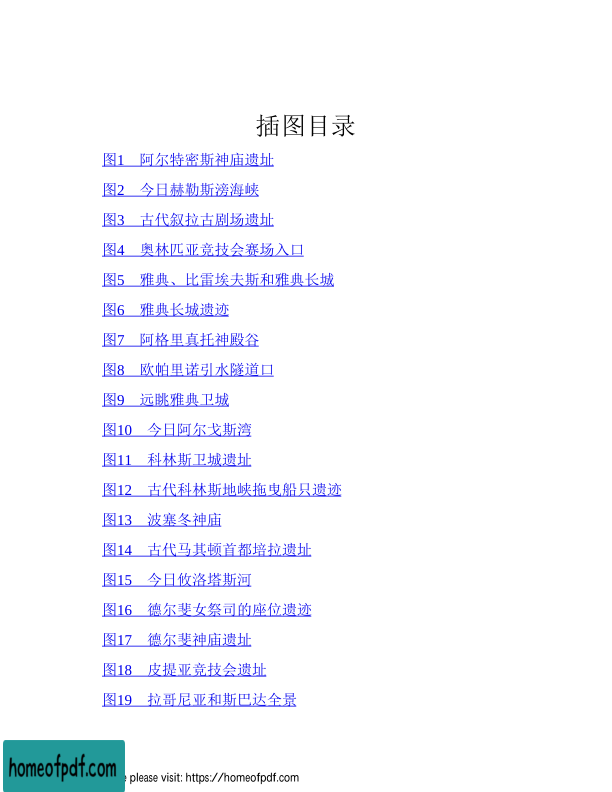 插图目录
图1 阿尔特密斯神庙遗址
图2 今日赫勒斯滂海峡
图3 古代叙拉古剧场遗址
图4 奥林匹亚竞技会赛场入口
图5 雅典、比雷埃夫斯和雅典长城
图6 雅典长城遗迹
图7 阿格里真托神殿谷
图8 欧帕里诺引水隧道口
图9 远眺雅典卫城
图10 今日阿尔戈斯湾
图11 科林斯卫城遗址
图12 古代科林斯地峡拖曳船只遗迹
图13 波塞冬神庙
图14 古代马其顿首都培拉遗址
图15 今日攸洛塔斯河
图16 德尔斐女祭司的座位遗迹
图17 德尔斐神庙遗址
图18 皮提亚竞技会遗址
图19 拉哥尼亚和斯巴达全景
homeofpdf.com
please visit: https://homeofpdf.com